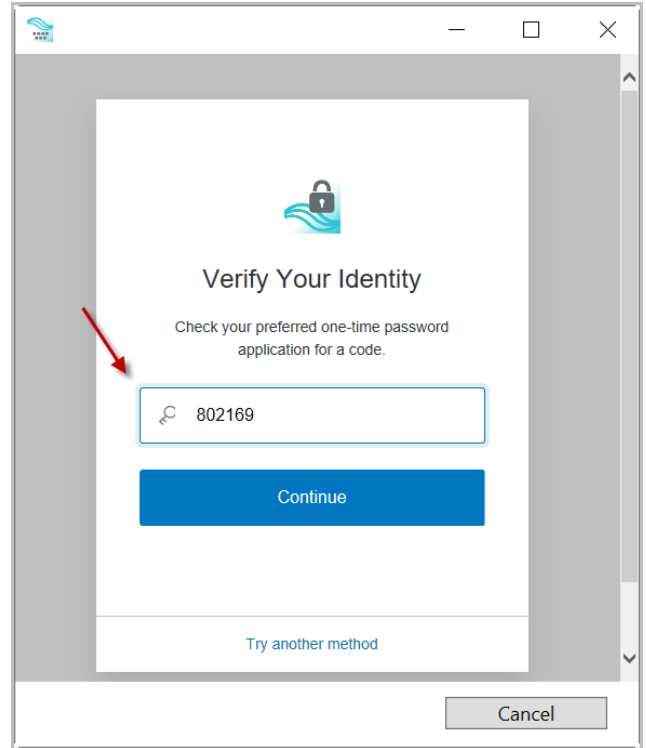 Verify Your Identity
Check your preferred one-time password
application for a code.
802169
Continue
Try another method
Cancel